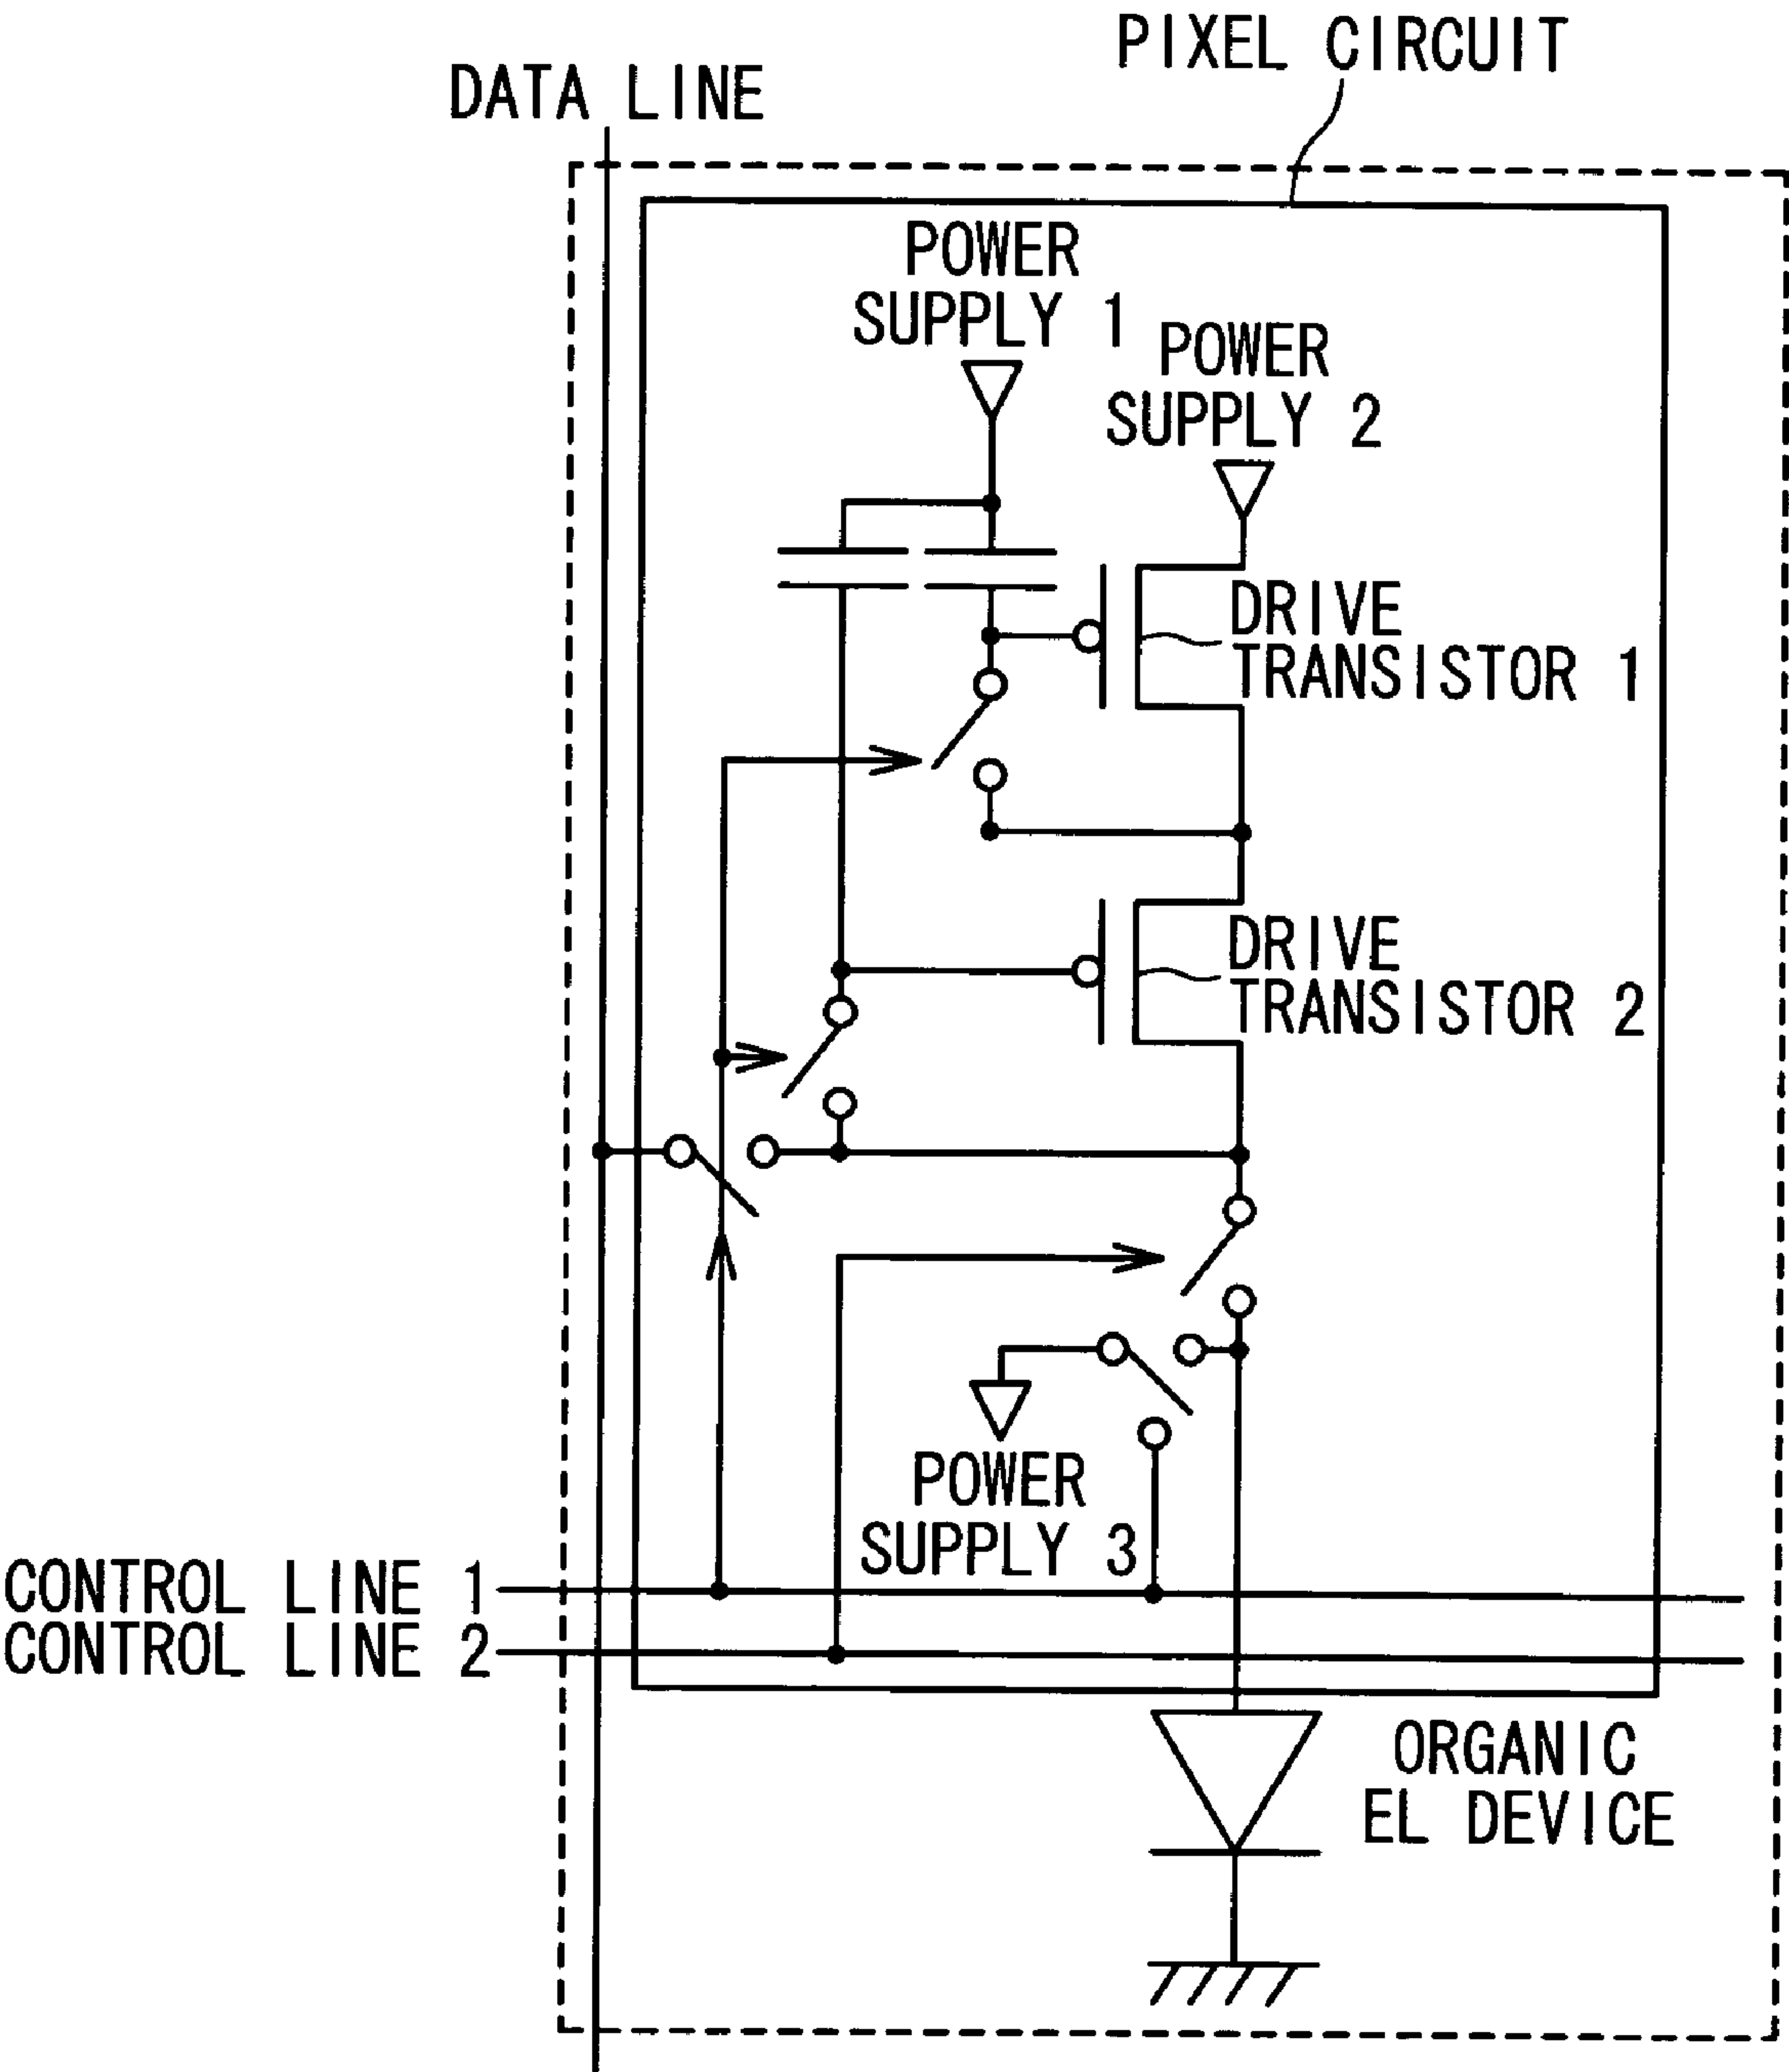 PIXEL CIRCUIT
DATA LINE
POWER
SUPPLY 1
POWER
SUPPLY 2
DRIVE
TRANSISTOR 1
DRIVE
TRANSISTOR 2
POWER
SUPPLY 3
CONTROL LINE 1
CONTROL LINE 2
ORGANIC
EL DEVICE